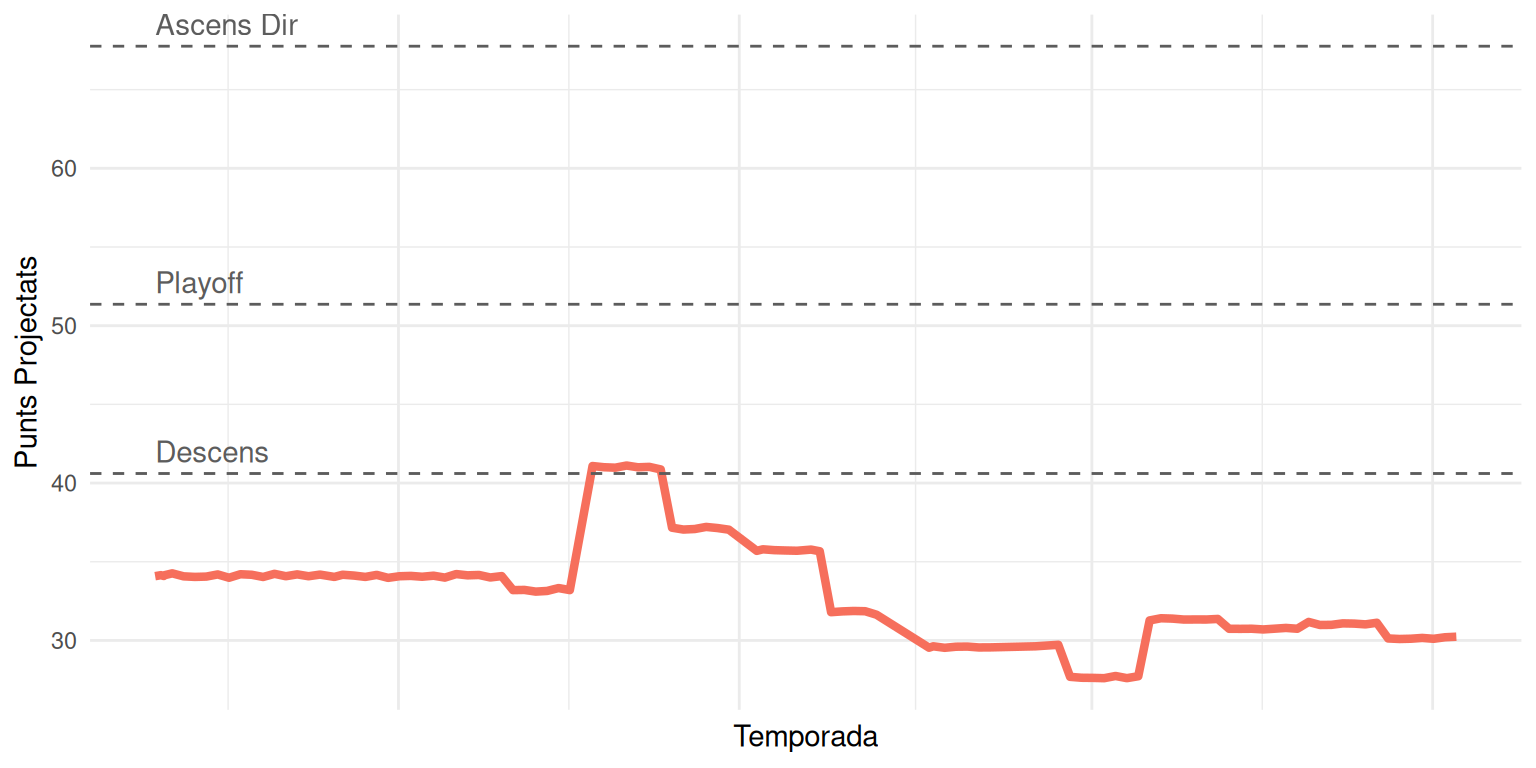 Ascens Dir
60
Playoff
50
Punts Projectats
Descens
40
30
Temporada